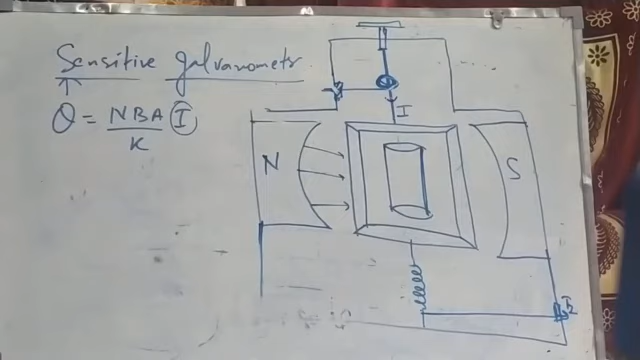 Sensitive galvanometr
θ = NBA/K I
I
N
S